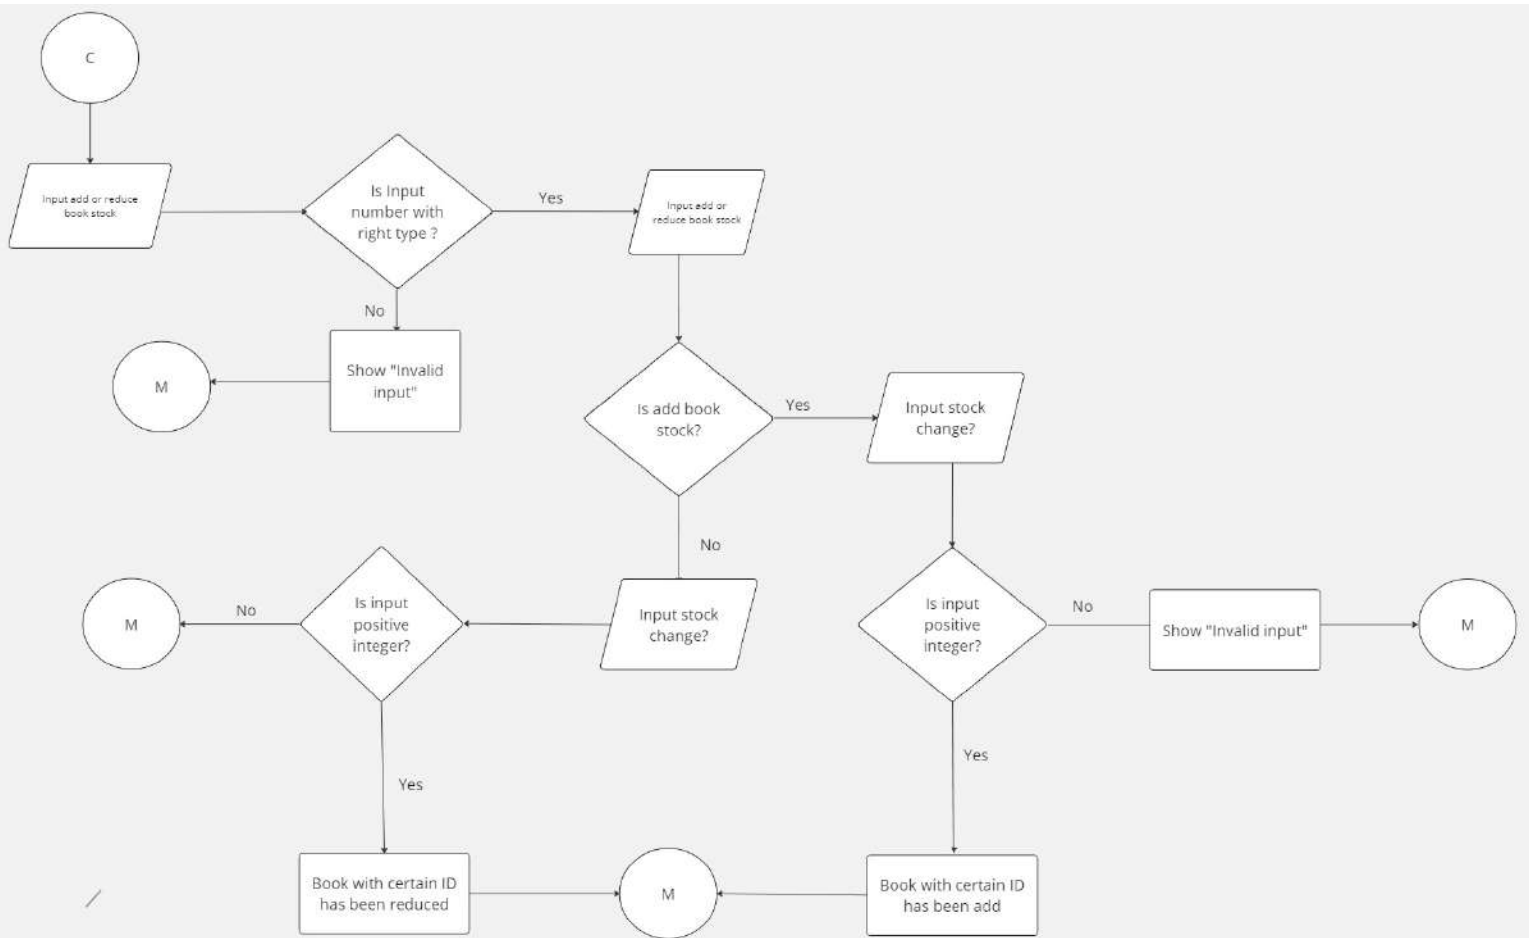 C
Input add or reduce
book stock
Is Input
number with
right type ?
Yes
Input add or
reduce book stock
No
Show "Invalid
input"
M
Is add book
stock?
Yes
Input stock
change?
No
Input stock
change?
Is input
positive
integer?
No
M
Is input
positive
integer?
No
Show "Invalid input"
M
Yes
Yes
Book with certain ID
has been reduced
M
Book with certain ID
has been add